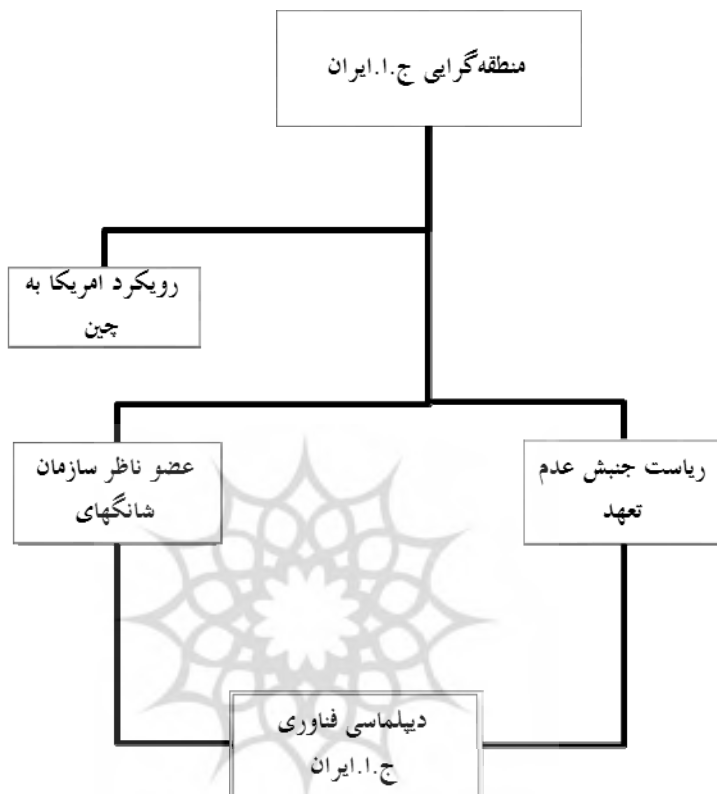 منطقه‌گرایی ج.ا.ایران
رویکرد امریکا به
چین
ریاست جنبش عدم
تعهد
عضو ناظر سازمان
شانگهای
دیپلماسی فناوری
ج.ا.ایران